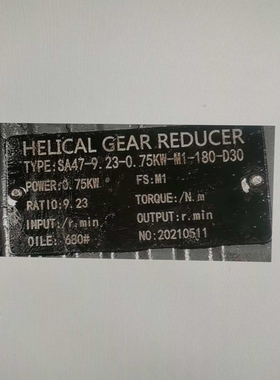 HELICAL GEAR REDUCER
TYPE:SA47-9.23-0.75KW-M1-180-D30
POWER:0.75KW FS:M1
RATIO:9.23 TORQUE:/N.m
INPUT:/r.min OUTPUT:r.min
OILE: 680# NO:20210511